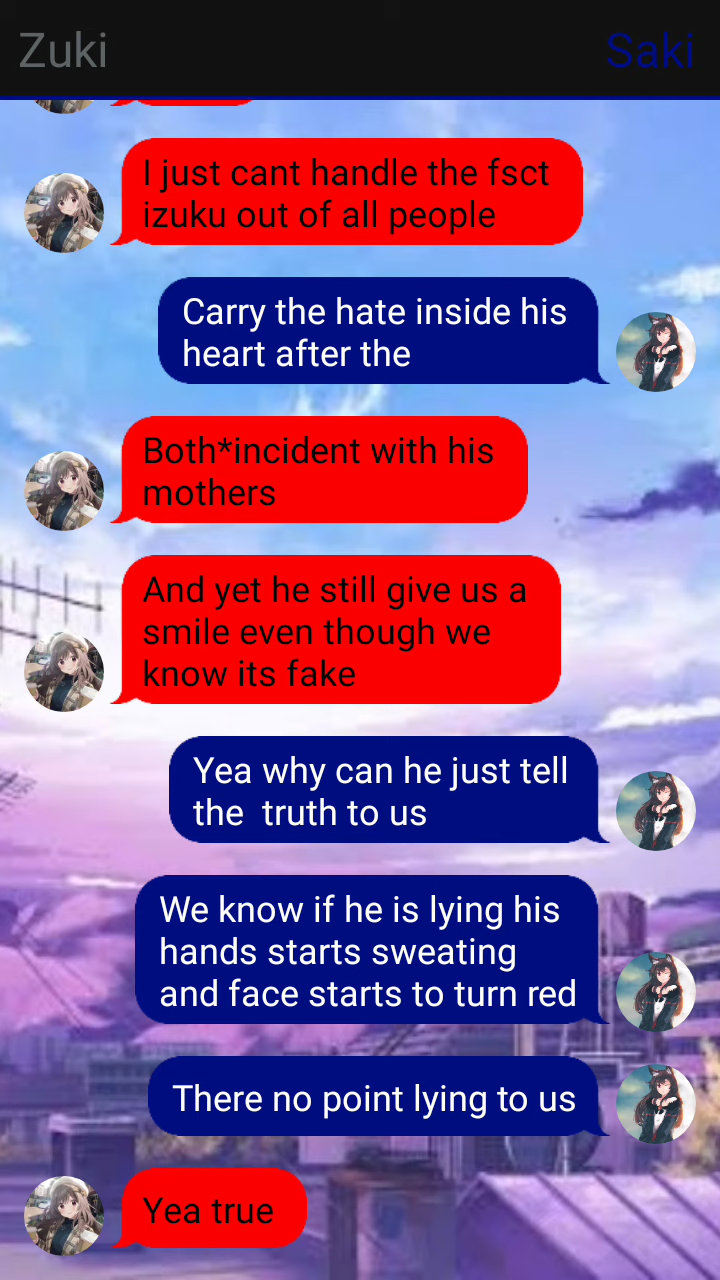 Zuki
Saki
I just cant handle the fsct
izuku out of all people
Carry the hate inside his
heart after the
Both*incident with his
mothers
And yet he still give us a
smile even though we
know its fake
Yea why can he just tell
the  truth to us
We know if he is lying his
hands starts sweating
and face starts to turn red
There no point lying to us
Yea true